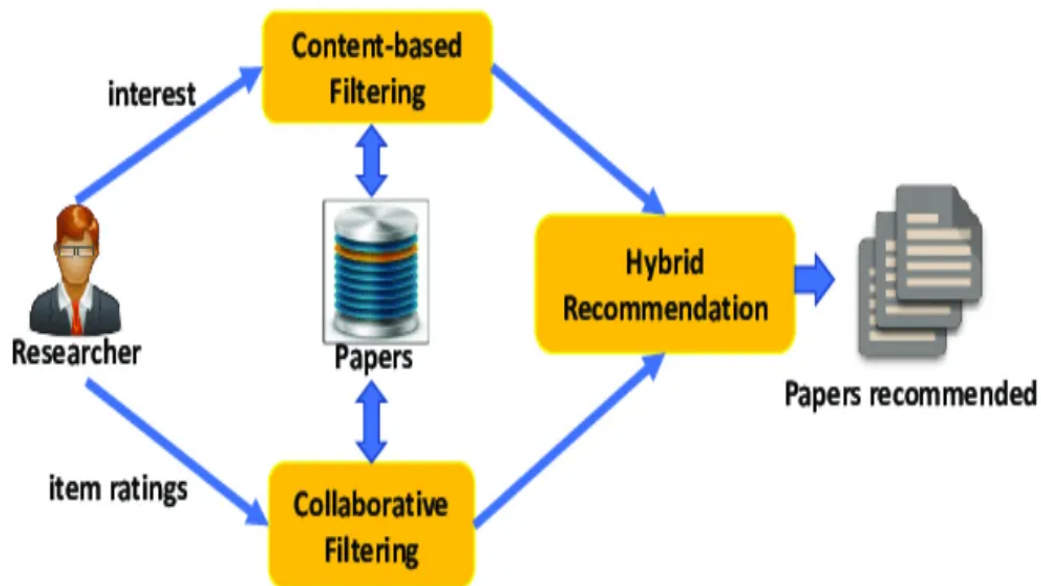 Content-based
Filtering
interest
Hybrid
Recommendation
Researcher
Papers
Papers recommended
item ratings
Collaborative
Filtering